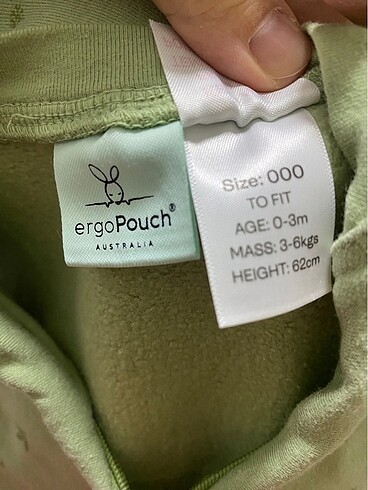 ergoPouch®
AUSTRALIA
Size: 000
TO FIT
AGE: 0-3m
MASS: 3-6kgs
HEIGHT: 62cm